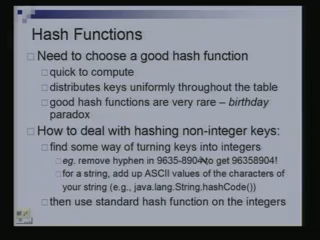 Hash Functions
Need to choose a good hash function
quick to compute
distributes keys uniformly throughout the table
good hash functions are very rare – birthday
paradox
How to deal with hashing non-integer keys:
find some way of turning keys into integers
eg. remove hyphen in 9635-8904 to get 96358904!
for a string, add up ASCII values of the characters of
your string (e.g., java.lang.String.hashCode())
then use standard hash function on the integers